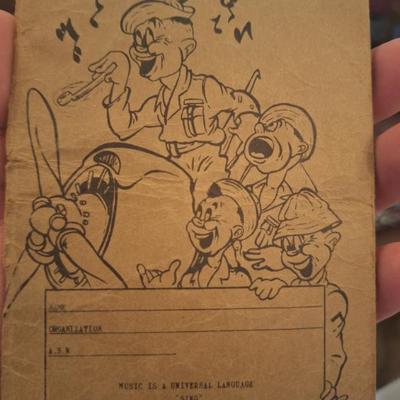 NAME
ORGANIZATION
A.S.N
MUSIC IS A UNIVERSAL LANGUAGE
"SING"